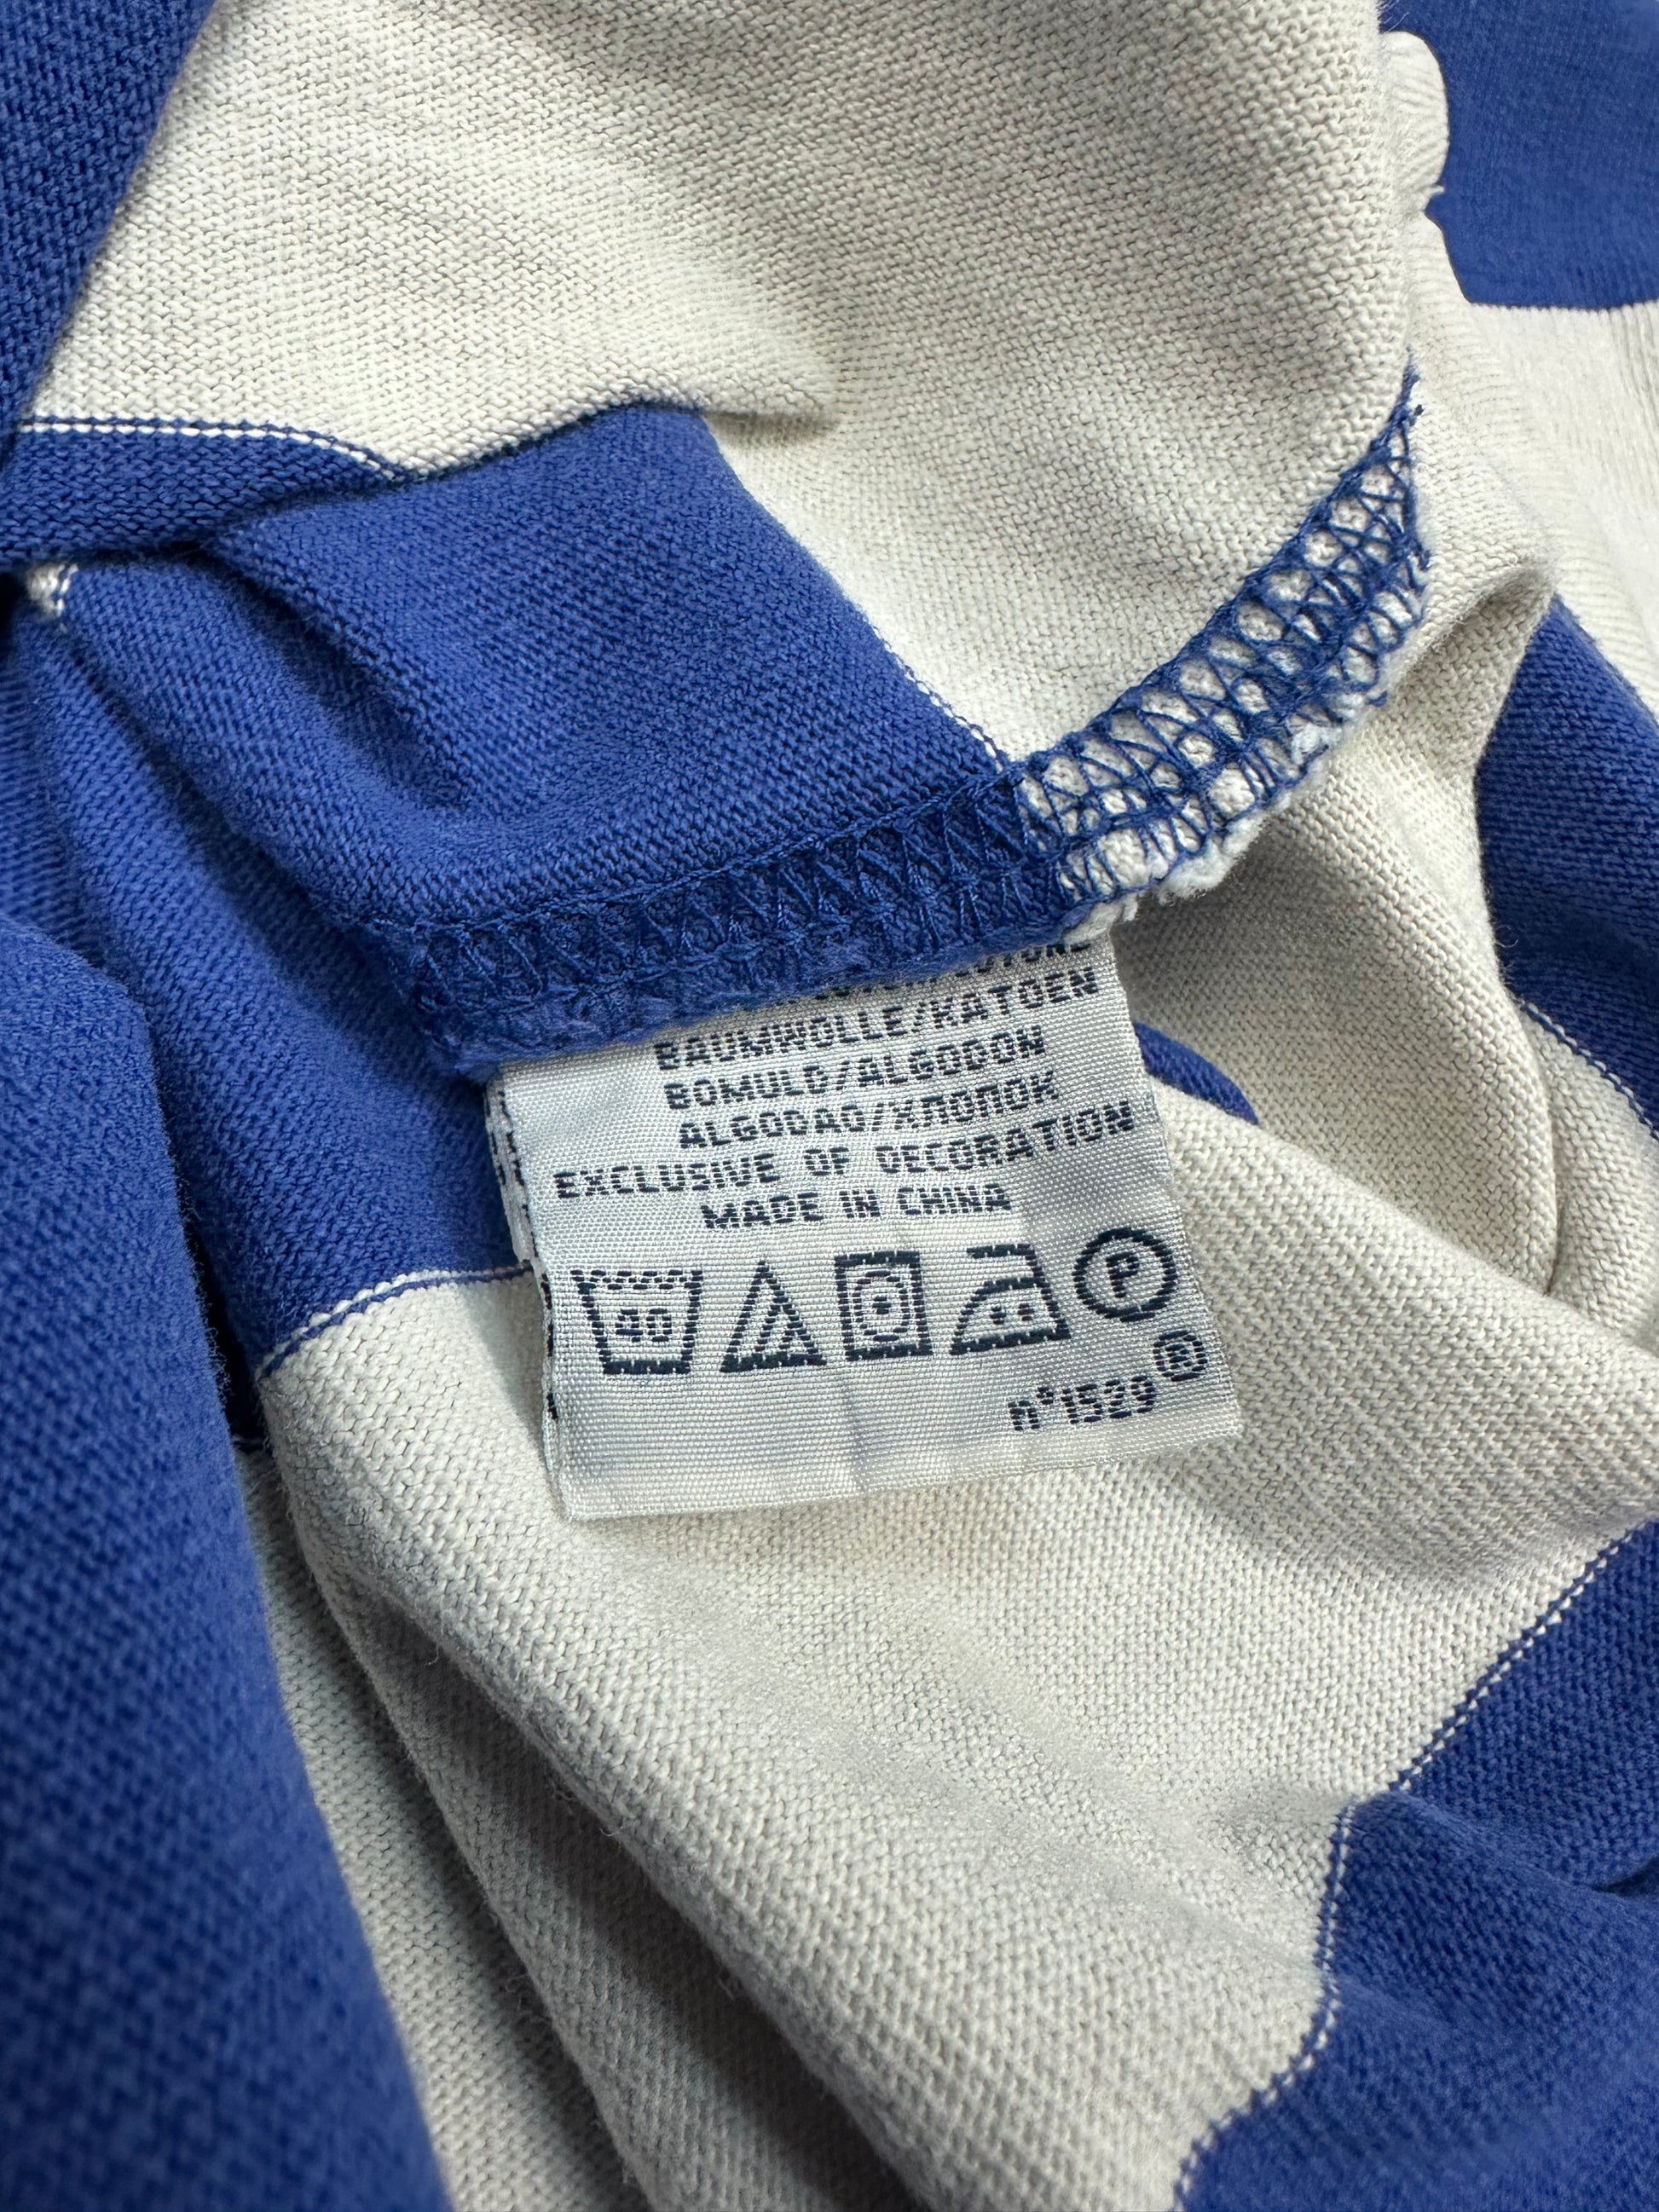 BAUMWOLLE/KATOEN
BOMULD/ALGODON
ALGODAO/ХЛОПОК
EXCLUSIVE OF DECORATION
MADE IN CHINA
40 P
n°1529 ®